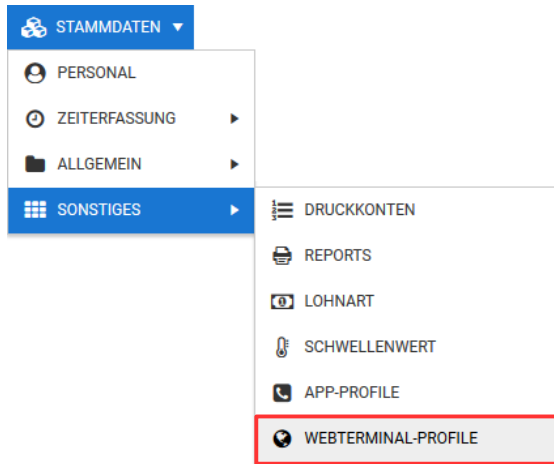 STAMMDATEN
PERSONAL
ZEITERFASSUNG
ALLGEMEIN
SONSTIGES
DRUCKKONTEN
REPORTS
LOHNART
SCHWELLENWERT
APP-PROFILE
WEBTERMINAL-PROFILE